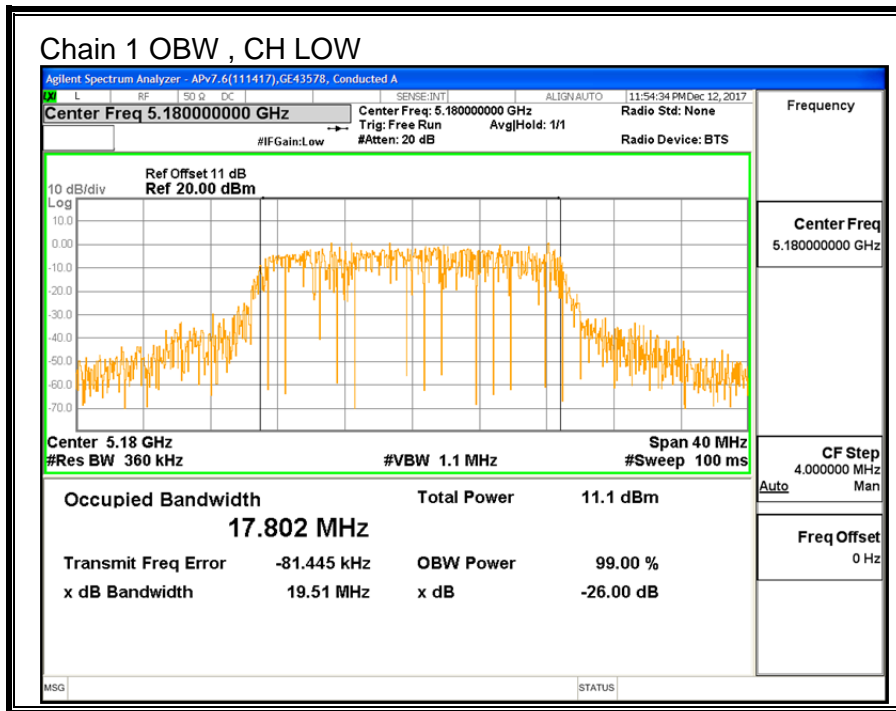 Chain 1 OBW , CH LOW
Agilent Spectrum Analyzer - APv7.6(111417),GE43578, Conducted A
LXI L RF 50 Ω DC SENSE:INT ALIGN AUTO 11:54:34 PM Dec 12, 2017
Center Freq 5.180000000 GHz
Center Freq: 5.180000000 GHz
Radio Std: None
Trig: Free Run Avg|Hold: 1/1
#IFGain:Low #Atten: 20 dB Radio Device: BTS
Frequency
Ref Offset 11 dB
10 dB/div Ref 20.00 dBm
Log
10.0
0.00
-10.0
-20.0
-30.0
-40.0
-50.0
-60.0
-70.0
Center Freq
5.180000000 GHz
Center 5.18 GHz Span 40 MHz
#Res BW 360 kHz #VBW 1.1 MHz #Sweep 100 ms
CF Step
4.000000 MHz
Auto Man
Occupied Bandwidth Total Power 11.1 dBm
17.802 MHz
Freq Offset
0 Hz
Transmit Freq Error -81.445 kHz OBW Power 99.00 %
x dB Bandwidth 19.51 MHz x dB -26.00 dB
MSG STATUS